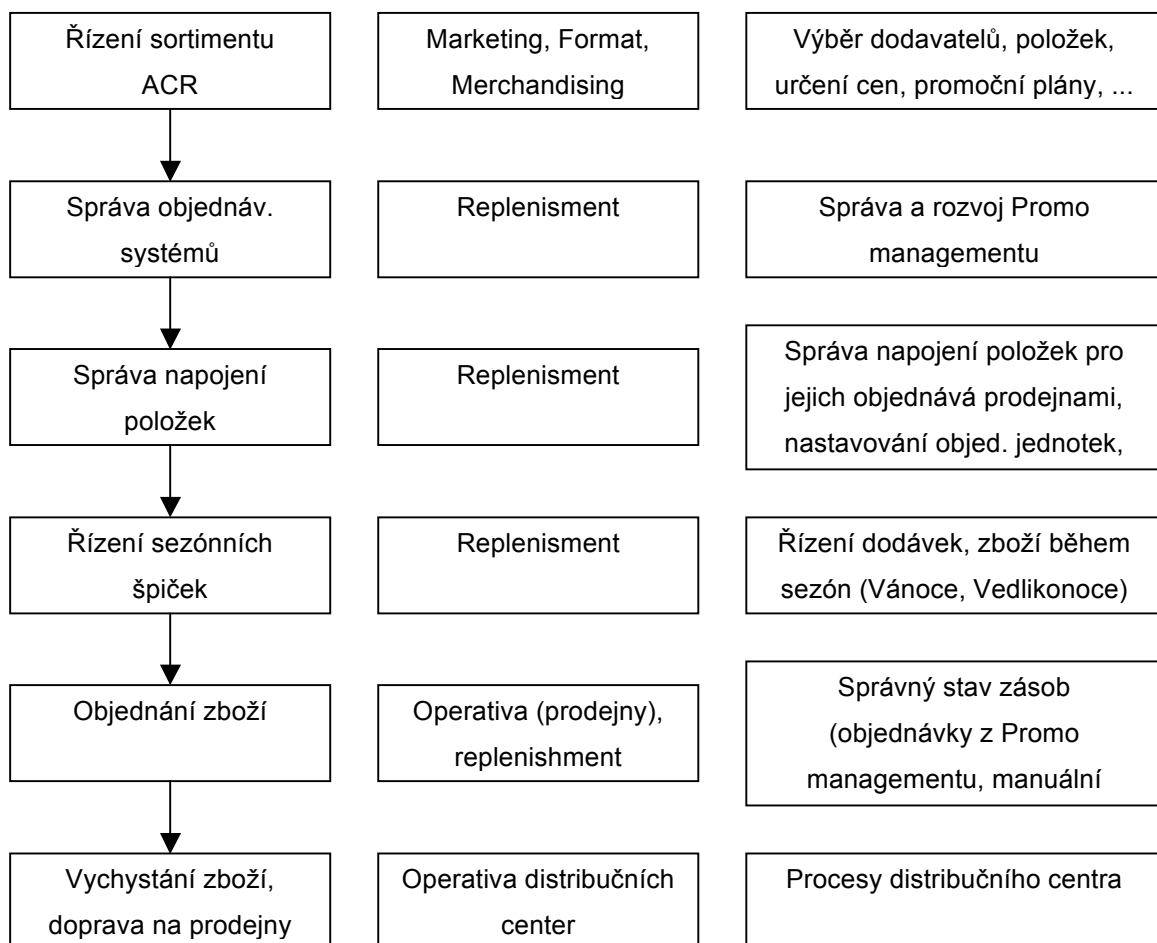 Řízení sortimentu
ACR
Marketing, Format,
Merchandising
Výběr dodavatelů, položek,
určení cen, promoční plány, ...
Správa objednáv.
systémů
Replenisment
Správa a rozvoj Promo
managementu
Správa napojení
položek
Replenisment
Správa napojení položek pro
jejich objednává prodejnami,
nastavování objed. jednotek,
Řízení sezónních
špiček
Replenisment
Řízení dodávek, zboží během
sezón (Vánoce, Vedlikonoce)
Objednání zboží
Operativa (prodejny),
replenishment
Správný stav zásob
(objednávky z Promo
managementu, manuální
Vychystání zboží,
doprava na prodejny
Operativa distribučních
center
Procesy distribučního centra